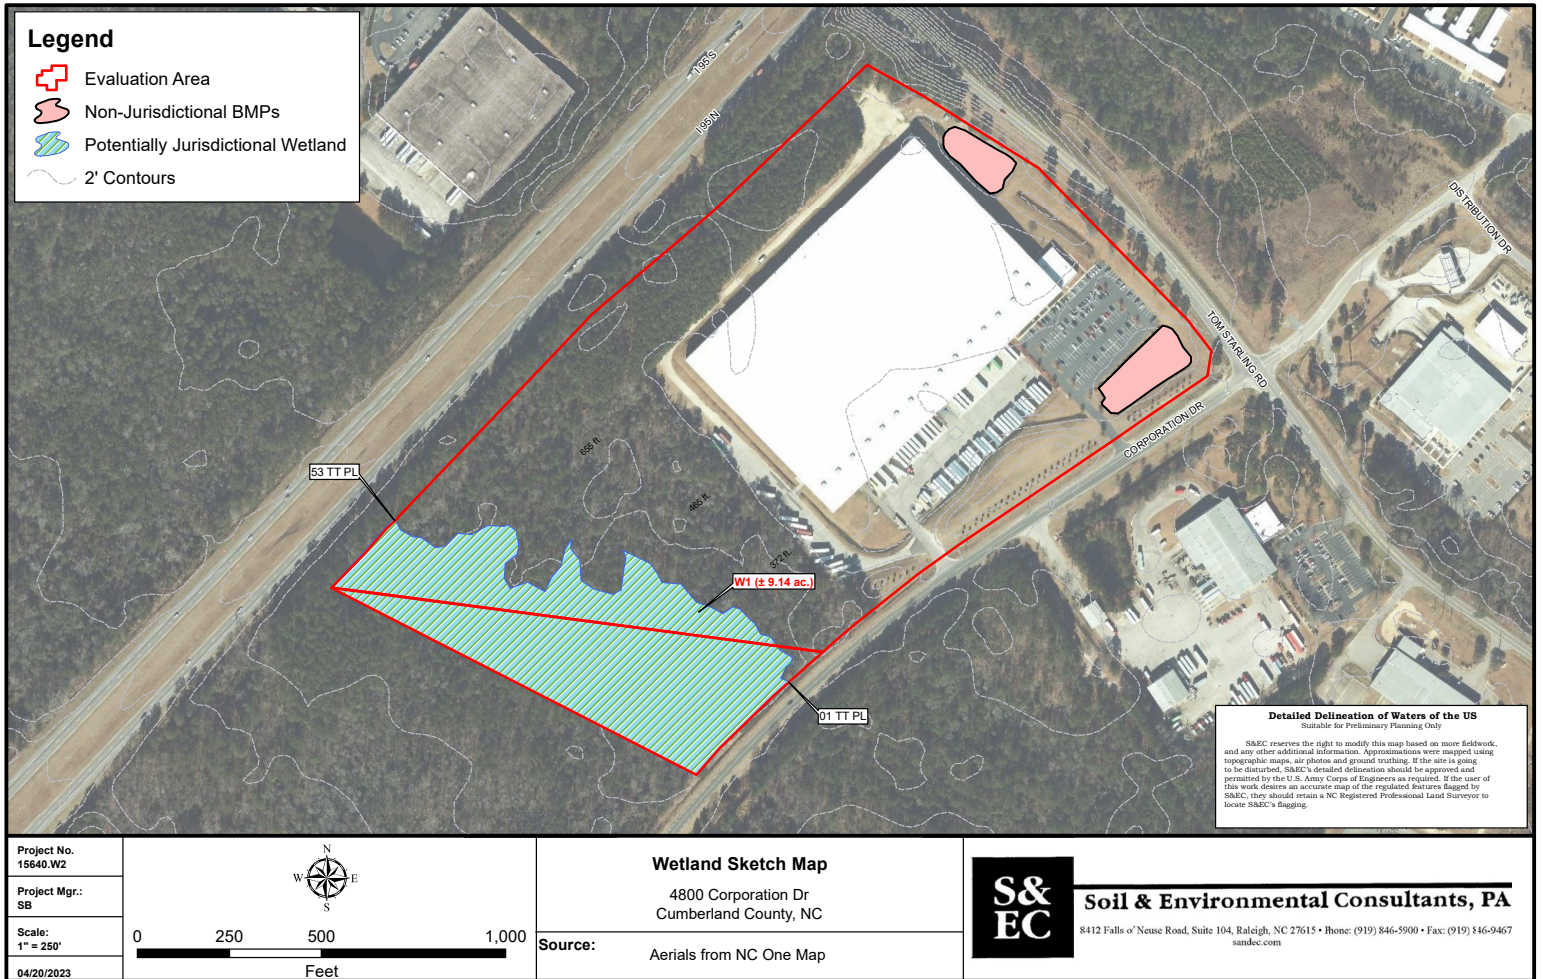 Legend
Evaluation Area
Non-Jurisdictional BMPs
Potentially Jurisdictional Wetland
2' Contours
I 95 S
I 95 N
DISTRIBUTION DR
TOM STARLING RD
CORPORATION DR
655 ft.
465 ft.
372 ft.
53 TT PL
W1 (± 9.14 ac.)
01 TT PL
Detailed Delineation of Waters of the US
Suitable for Preliminary Planning Only
S&EC reserves the right to modify this map based on more fieldwork,
and any other additional information. Approximations were mapped using
topographic maps, air photos and ground truthing. If the site is going
to be disturbed, S&EC's detailed delineation should be approved and
permitted by the U.S. Army Corps of Engineers as required. If the user of
this work desires an accurate map of the regulated features flagged by
S&EC, they should retain a NC Registered Professional Land Surveyor to
locate S&EC's flagging.
Project No.
15640.W2
Project Mgr.:
SB
Scale:
1" = 250'
04/20/2023
N
W E
S
0 250 500 1,000
Feet
Wetland Sketch Map
4800 Corporation Dr
Cumberland County, NC
Source:
Aerials from NC One Map
S&
EC
Soil & Environmental Consultants, PA
8412 Falls of Neuse Road, Suite 104, Raleigh, NC 27615 • Phone: (919) 846-5900 • Fax: (919) 846-9467
sandec.com